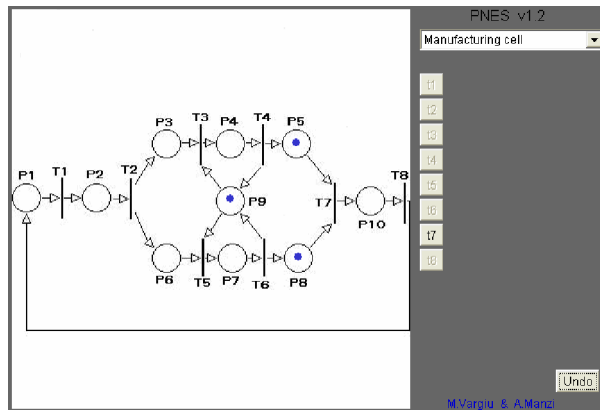 PNES v1.2
Manufacturing cell
t1
t2
t3
t4
t5
t6
t7
t8
T3 P4 T4 P5
P3
P1 T1 P2 T2
P9
T7
P10
T8
P6 T5 P7 T6 P8
Undo
M.Vargiu & A.Manzi